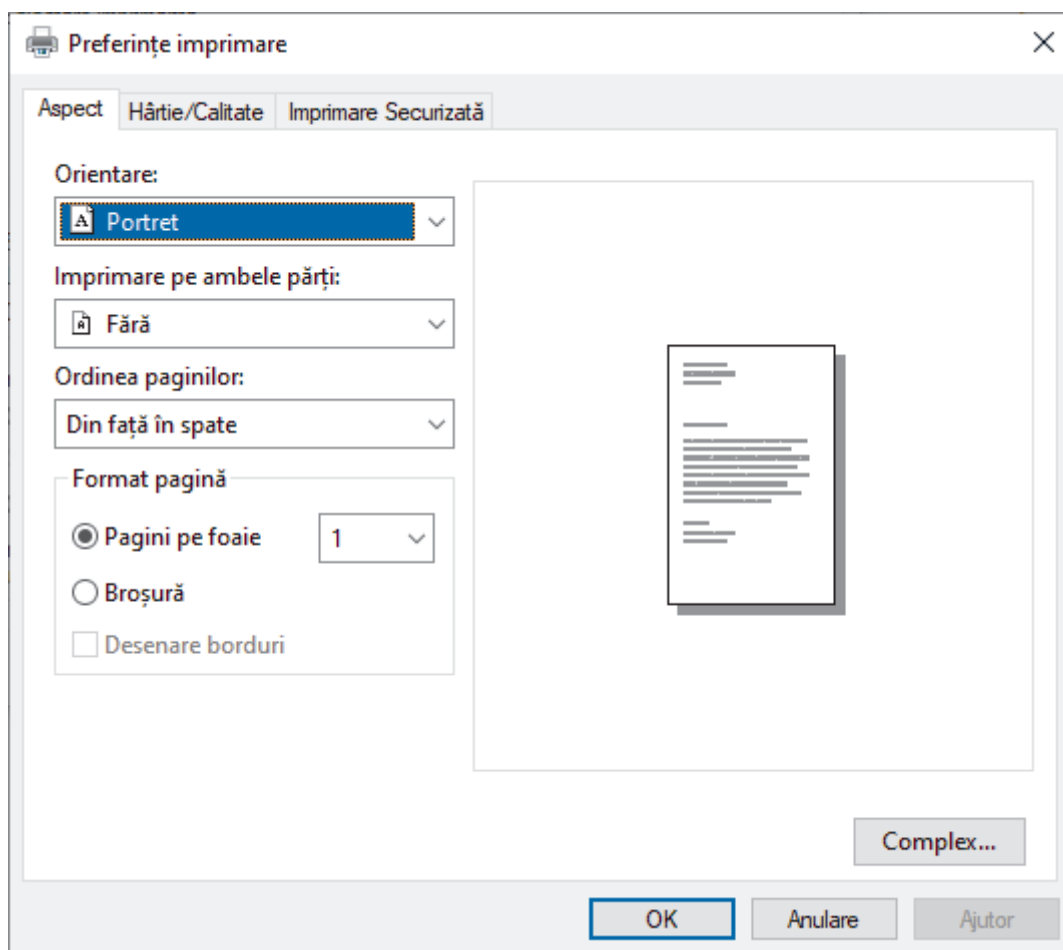 Preferințe imprimare
Aspect
Hârtie/Calitate
Imprimare Securizată
Orientare:
A Portret
Imprimare pe ambele părți:
A Fără
Ordinea paginilor:
Din față în spate
Format pagină
Pagini pe foaie 1
Broșură
Desenare borduri
Complex...
OK
Anulare
Ajutor